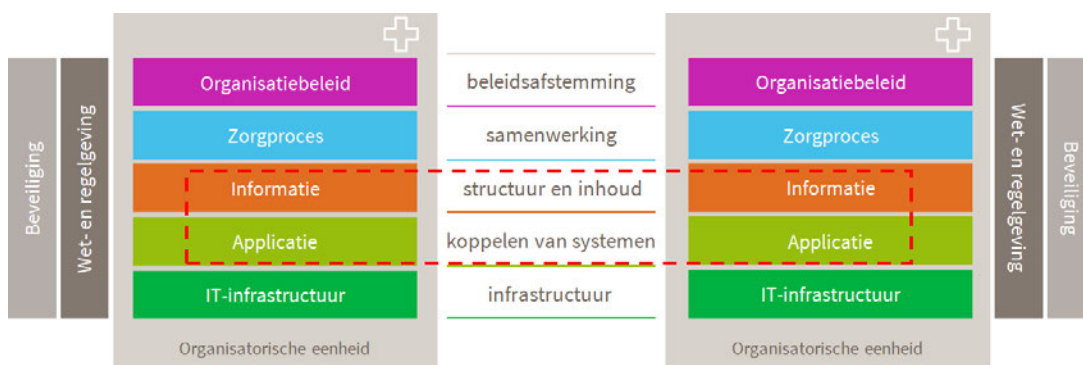 Beveiliging
Wet- en regelgeving
Organisatiebeleid
beleidsafstemming
Organisatiebeleid
Zorgproces
samenwerking
Zorgproces
Informatie
structuur en inhoud
Informatie
Applicatie
koppelen van systemen
Applicatie
IT-infrastructuur
infrastructuur
IT-infrastructuur
Organisatorische eenheid
Organisatorische eenheid
Wet- en regelgeving
Beveiliging